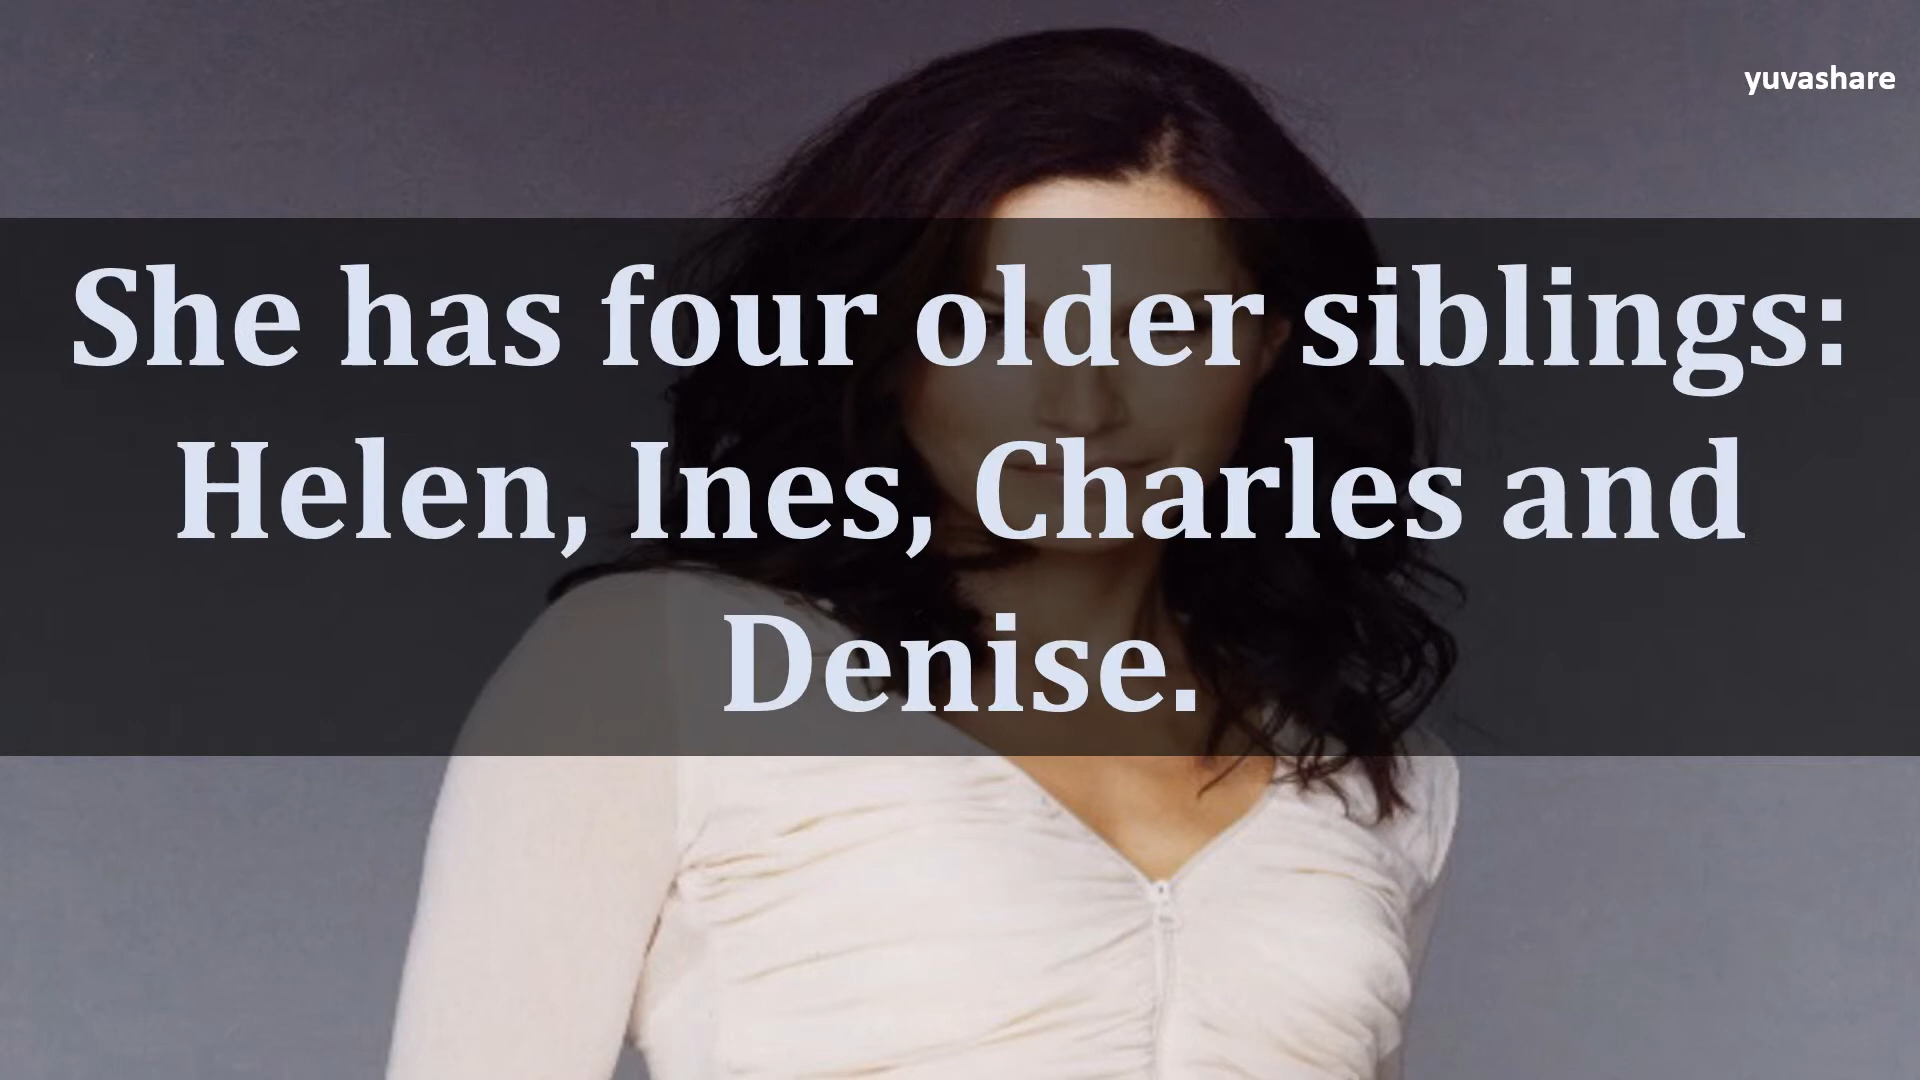 yuvashare
She has four older siblings:
Helen, Ines, Charles and
Denise.